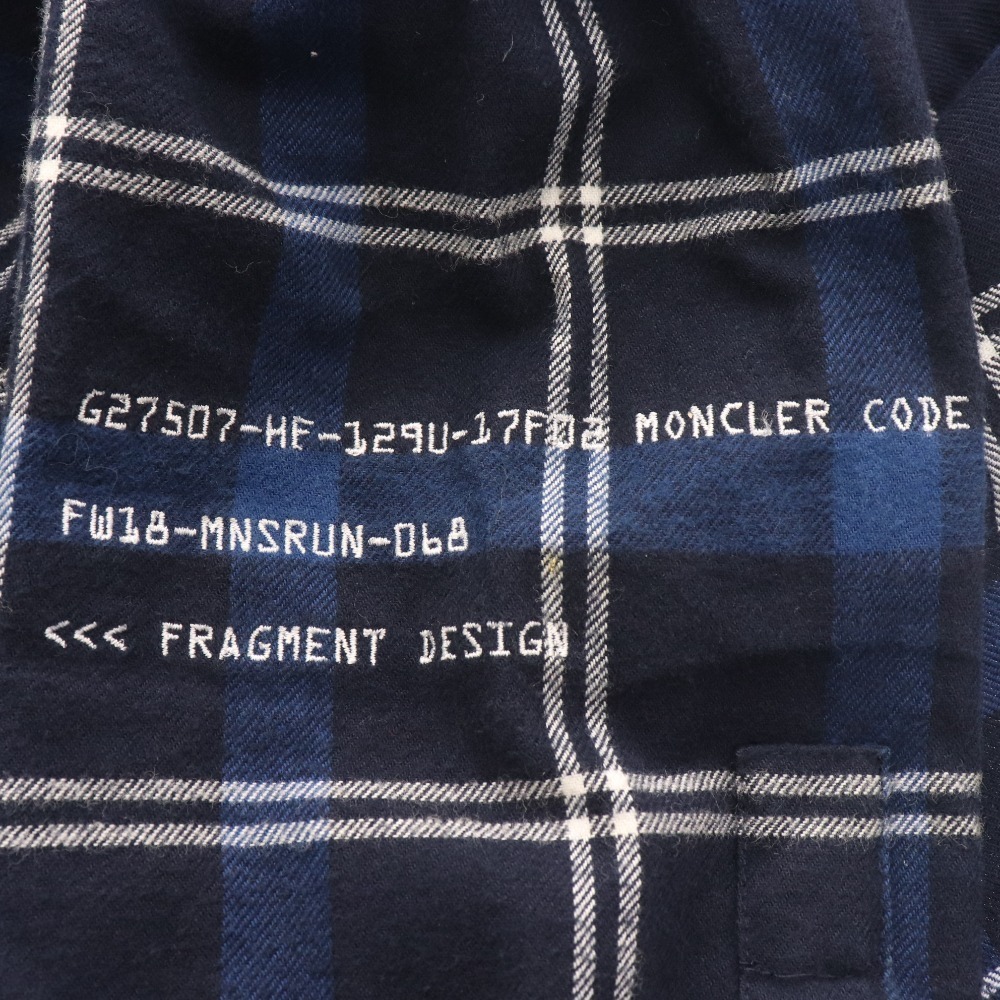 G27507-HF-129U-17F02 MONCLER CODE
FW18-MNSRUN-068
<<< FRAGMENT DESIGN